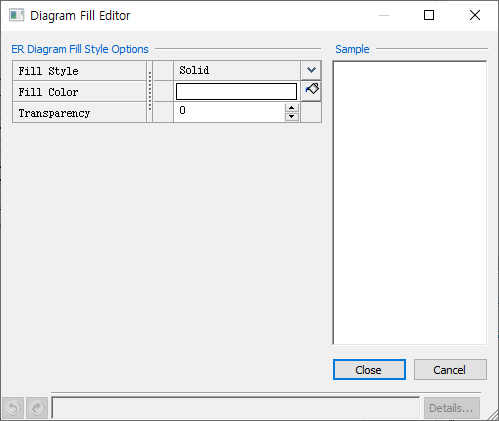 Diagram Fill Editor
ER Diagram Fill Style Options
Sample
Fill Style
Solid
Fill Color
Transparency
0
Close
Cancel
Details...